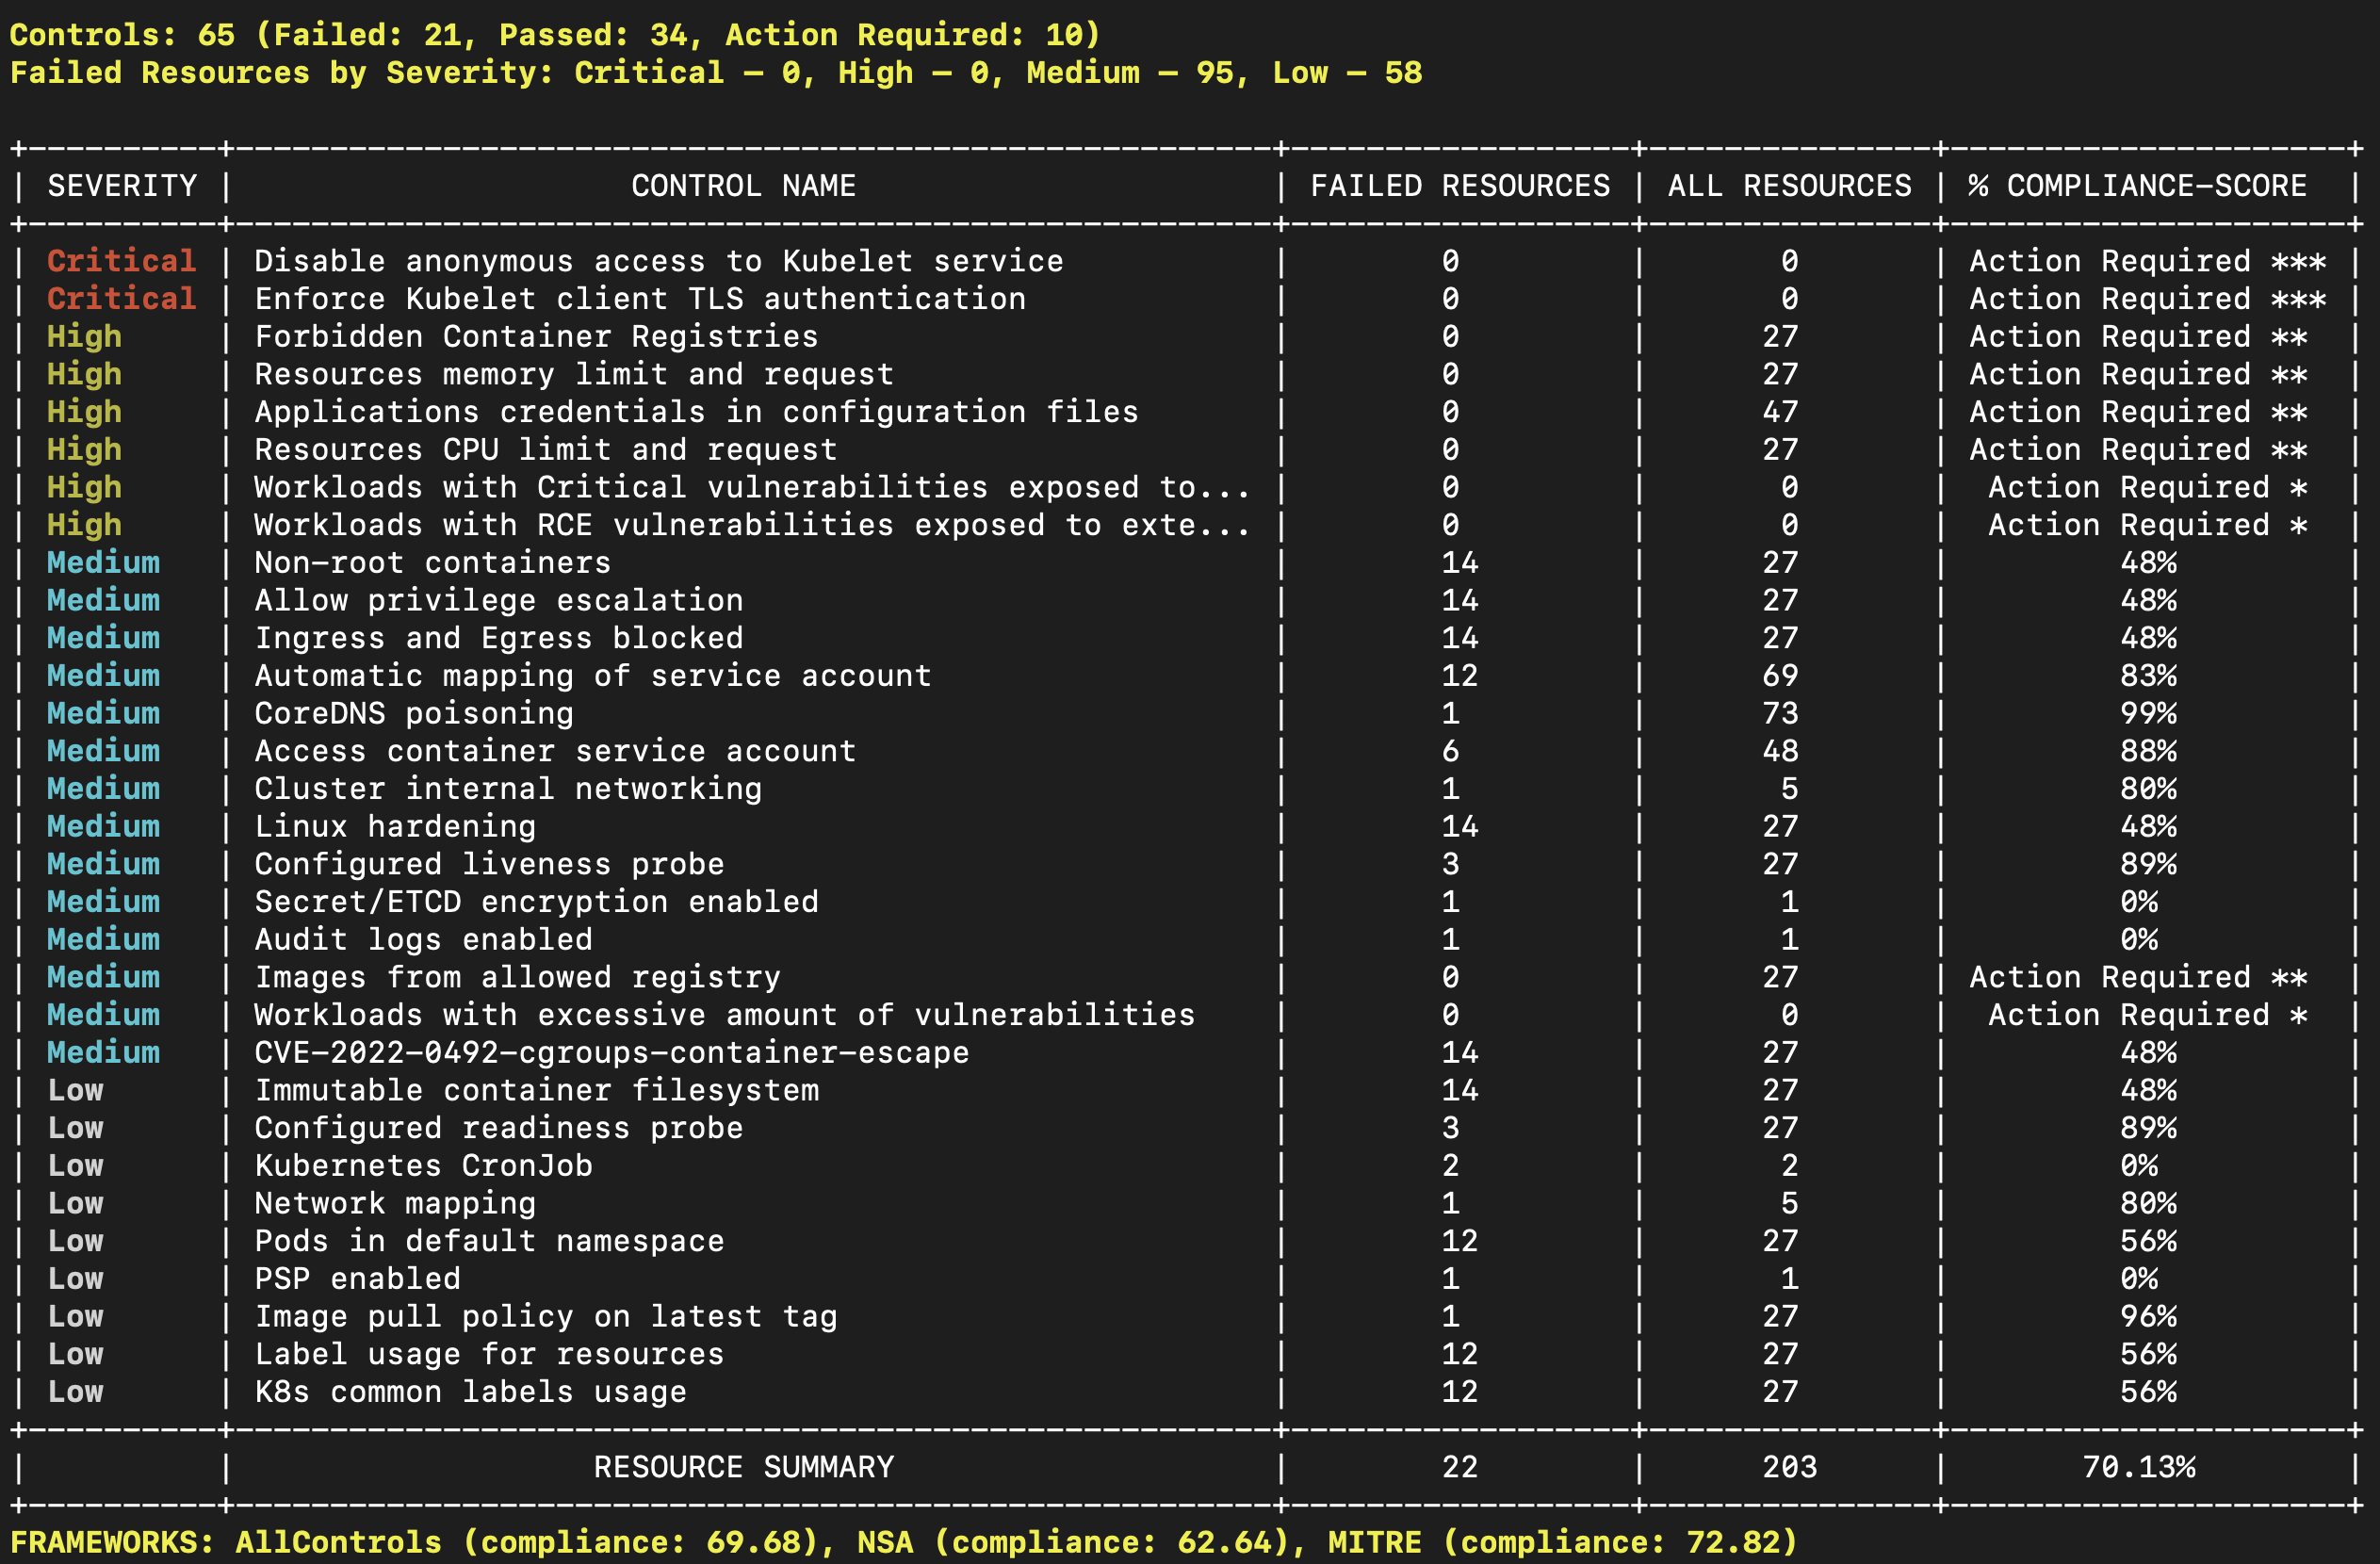 Controls: 65 (Failed: 21, Passed: 34, Action Required: 10)
Failed Resources by Severity: Critical — 0, High — 0, Medium — 95, Low — 58
| SEVERITY | CONTROL NAME | FAILED RESOURCES | ALL RESOURCES | % COMPLIANCE-SCORE |
| Critical | Disable anonymous access to Kubelet service | 0 | 0 | Action Required *** |
| Critical | Enforce Kubelet client TLS authentication | 0 | 0 | Action Required *** |
| High | Forbidden Container Registries | 0 | 27 | Action Required ** |
| High | Resources memory limit and request | 0 | 27 | Action Required ** |
| High | Applications credentials in configuration files | 0 | 47 | Action Required ** |
| High | Resources CPU limit and request | 0 | 27 | Action Required ** |
| High | Workloads with Critical vulnerabilities exposed to... | 0 | 0 | Action Required * |
| High | Workloads with RCE vulnerabilities exposed to exte... | 0 | 0 | Action Required * |
| Medium | Non-root containers | 14 | 27 | 48% |
| Medium | Allow privilege escalation | 14 | 27 | 48% |
| Medium | Ingress and Egress blocked | 14 | 27 | 48% |
| Medium | Automatic mapping of service account | 12 | 69 | 83% |
| Medium | CoreDNS poisoning | 1 | 73 | 99% |
| Medium | Access container service account | 6 | 48 | 88% |
| Medium | Cluster internal networking | 1 | 5 | 80% |
| Medium | Linux hardening | 14 | 27 | 48% |
| Medium | Configured liveness probe | 3 | 27 | 89% |
| Medium | Secret/ETCD encryption enabled | 1 | 1 | 0% |
| Medium | Audit logs enabled | 1 | 1 | 0% |
| Medium | Images from allowed registry | 0 | 27 | Action Required ** |
| Medium | Workloads with excessive amount of vulnerabilities | 0 | 0 | Action Required * |
| Medium | CVE-2022-0492-cgroups-container-escape | 14 | 27 | 48% |
| Low | Immutable container filesystem | 14 | 27 | 48% |
| Low | Configured readiness probe | 3 | 27 | 89% |
| Low | Kubernetes CronJob | 2 | 2 | 0% |
| Low | Network mapping | 1 | 5 | 80% |
| Low | Pods in default namespace | 12 | 27 | 56% |
| Low | PSP enabled | 1 | 1 | 0% |
| Low | Image pull policy on latest tag | 1 | 27 | 96% |
| Low | Label usage for resources | 12 | 27 | 56% |
| Low | K8s common labels usage | 12 | 27 | 56% |
| | RESOURCE SUMMARY | 22 | 203 | 70.13% |
FRAMEWORKS: AllControls (compliance: 69.68), NSA (compliance: 62.64), MITRE (compliance: 72.82)